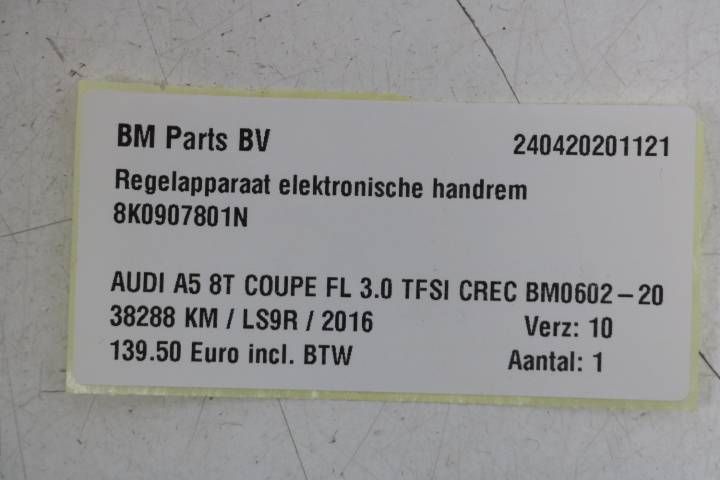 BM Parts BV 240420201121
Regelapparaat elektronische handrem
8K0907801N
AUDI A5 8T COUPE FL 3.0 TFSI CREC BM0602-20
38288 KM / LS9R / 2016 Verz: 10
139.50 Euro incl. BTW Aantal: 1